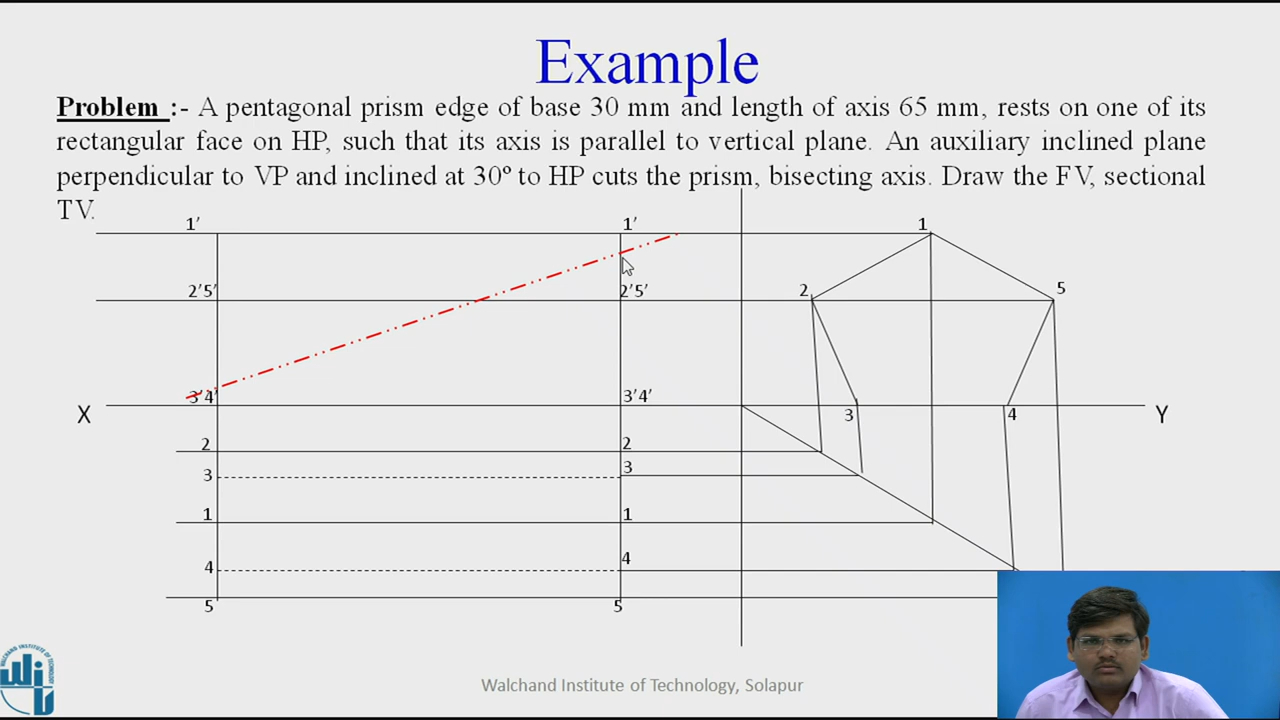 Example
Problem :- A pentagonal prism edge of base 30 mm and length of axis 65 mm, rests on one of its
rectangular face on HP, such that its axis is parallel to vertical plane. An auxiliary inclined plane
perpendicular to VP and inclined at 30º to HP cuts the prism, bisecting axis. Draw the FV, sectional
TV.
1' 1' 1
2'5' 2'5' 2 5
3'4' 3'4'
X 3 4 Y
2 2
3 3
1 1
4 4
5 5
WALCHAND INSTITUTE OF TECHNOLOGY
Walchand Institute of Technology, Solapur